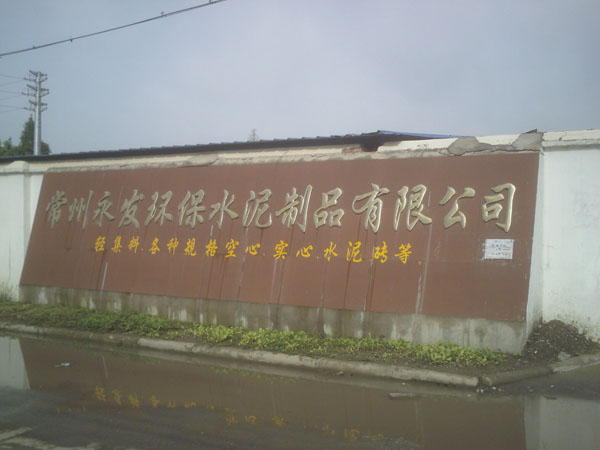 常州永发环保水泥制品有限公司
轻集料、各种规格空心、实心、水泥砖等.